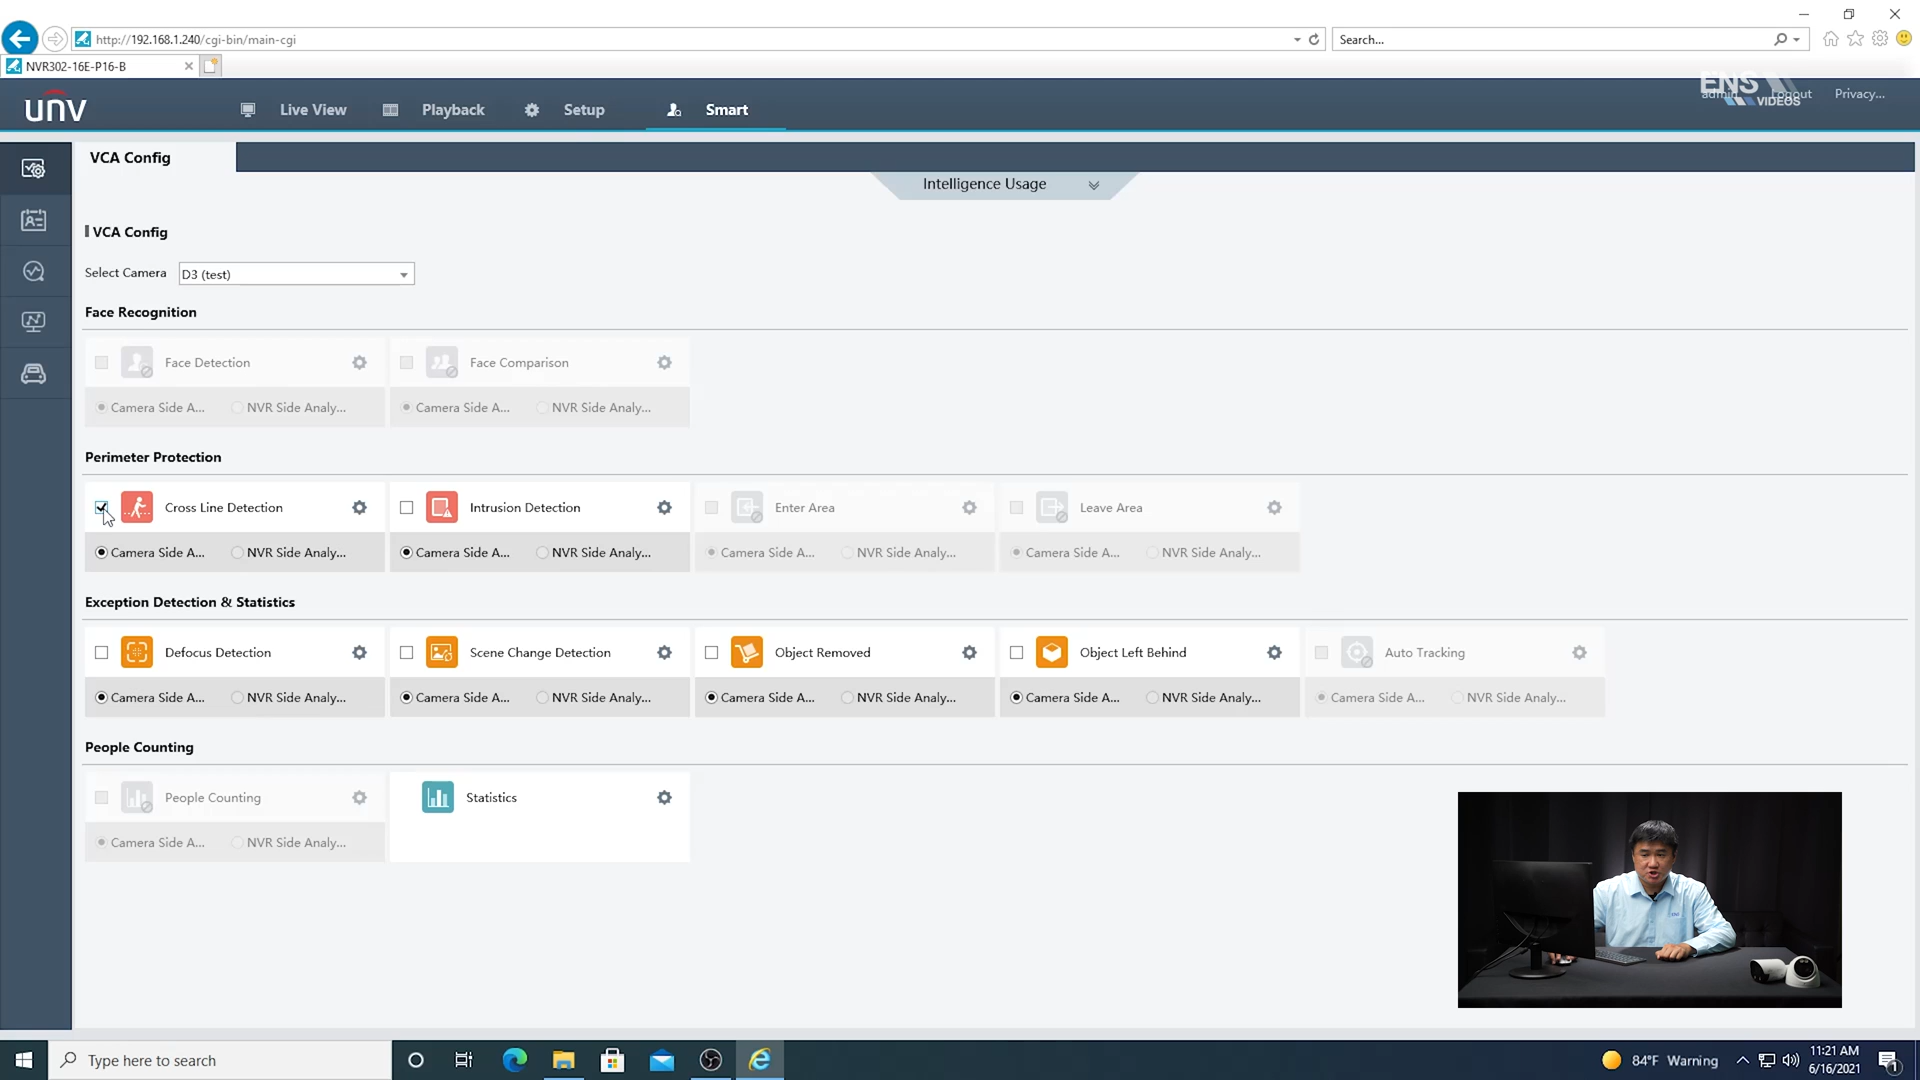 http://192.168.1.240/cgi-bin/main-cgi
Search...
NVR302-16E-P16-B
unv
Live View
Playback
Setup
Smart
ENS
VIDEOS
admin
Logout
Privacy...
VCA Config
Intelligence Usage
VCA Config
Select Camera
D3 (test)
Face Recognition
Face Detection
Face Comparison
Camera Side A...
NVR Side Analy...
Camera Side A...
NVR Side Analy...
Perimeter Protection
Cross Line Detection
Intrusion Detection
Enter Area
Leave Area
Camera Side A...
NVR Side Analy...
Camera Side A...
NVR Side Analy...
Camera Side A...
NVR Side Analy...
Camera Side A...
NVR Side Analy...
Exception Detection & Statistics
Defocus Detection
Scene Change Detection
Object Removed
Object Left Behind
Auto Tracking
Camera Side A...
NVR Side Analy...
Camera Side A...
NVR Side Analy...
Camera Side A...
NVR Side Analy...
Camera Side A...
NVR Side Analy...
Camera Side A...
NVR Side Analy...
People Counting
People Counting
Statistics
Camera Side A...
NVR Side Analy...
Type here to search
84°F Warning
11:21 AM
6/16/2021
1